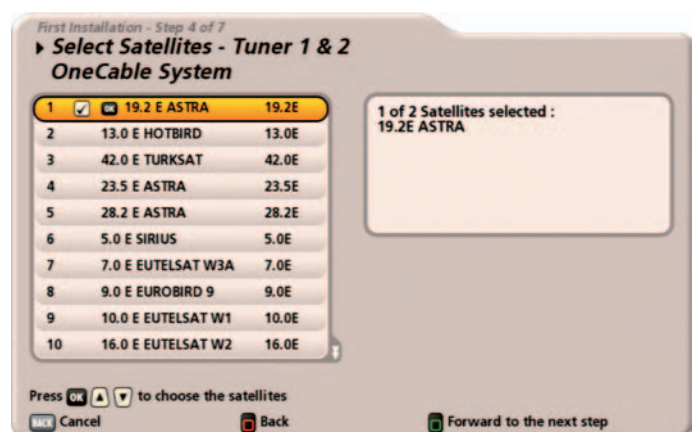 First Installation - Step 4 of 7
Select Satellites - Tuner 1 & 2
OneCable System
1 OK 19.2 E ASTRA 19.2E
2 13.0 E HOTBIRD 13.0E
3 42.0 E TURKSAT 42.0E
4 23.5 E ASTRA 23.5E
5 28.2 E ASTRA 28.2E
6 5.0 E SIRIUS 5.0E
7 7.0 E EUTELSAT W3A 7.0E
8 9.0 E EUROBIRD 9 9.0E
9 10.0 E EUTELSAT W1 10.0E
10 16.0 E EUTELSAT W2 16.0E
1 of 2 Satellites selected :
19.2E ASTRA
Press OK to choose the satellites
BACK Cancel Back Forward to the next step